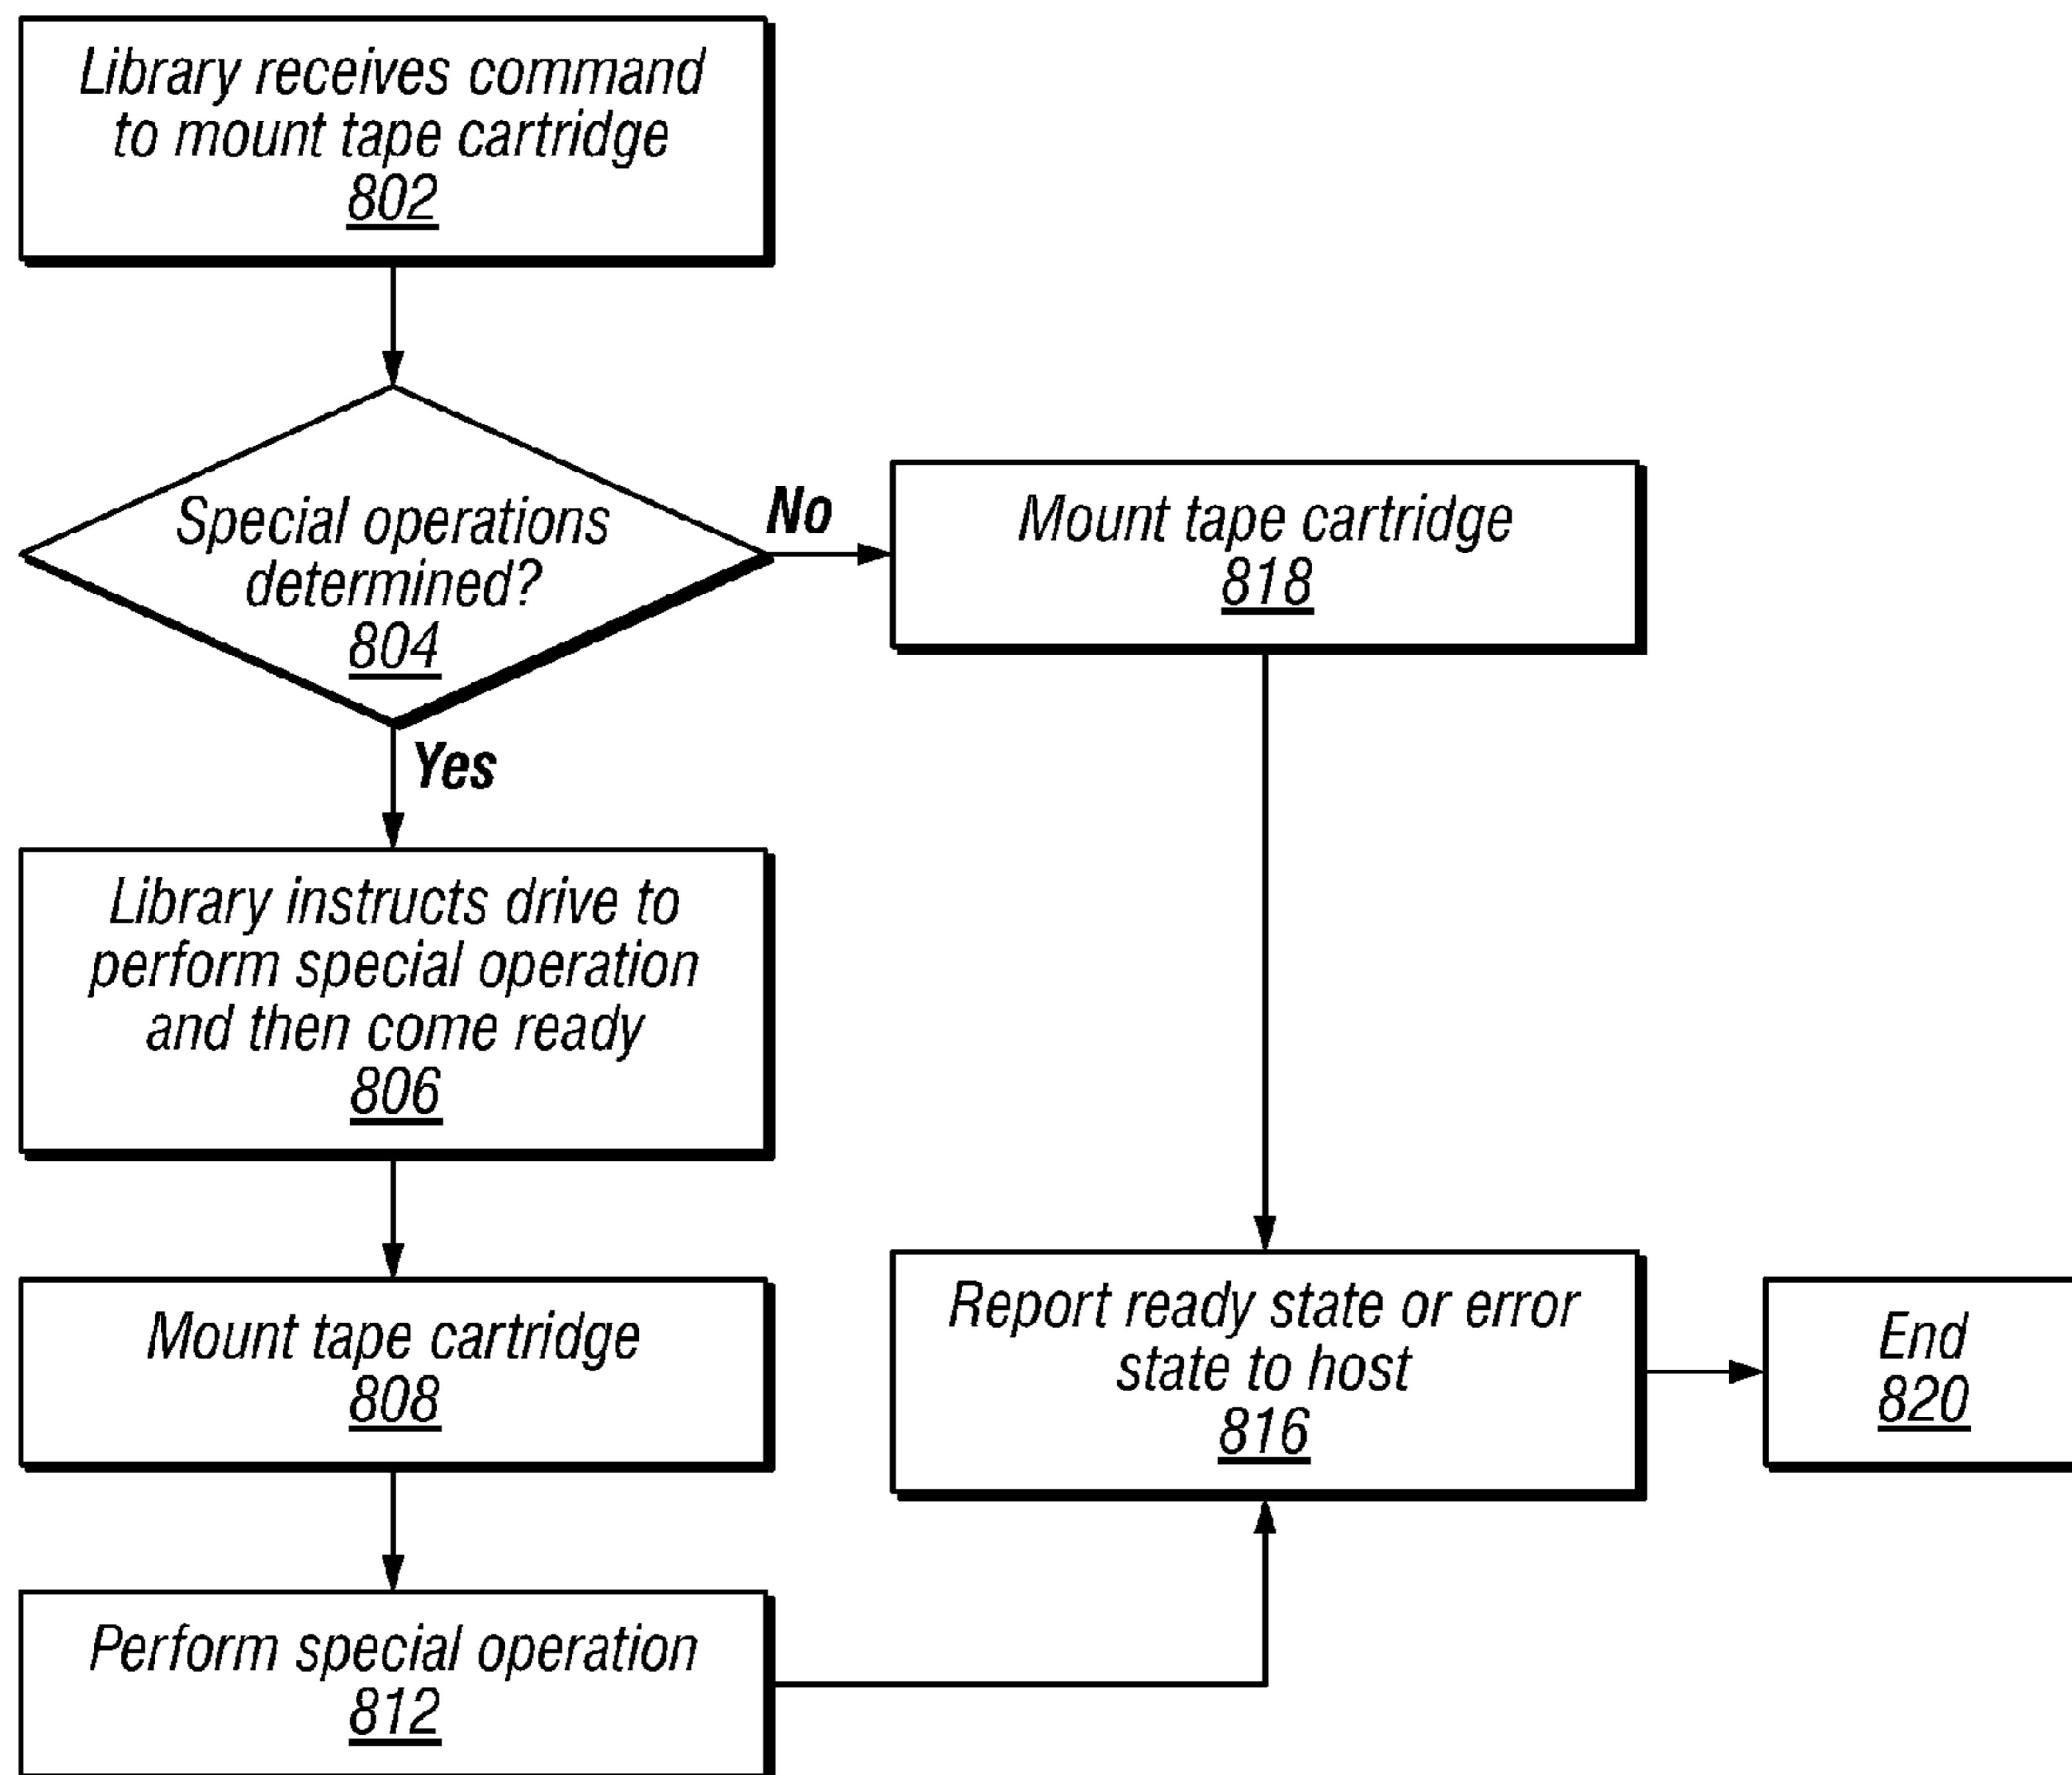 Library receives command
to mount tape cartridge
802
Special operations
determined?
804
No
Mount tape cartridge
818
Yes
Library instructs drive to
perform special operation
and then come ready
806
Mount tape cartridge
808
Report ready state or error
state to host
816
End
820
Perform special operation
812